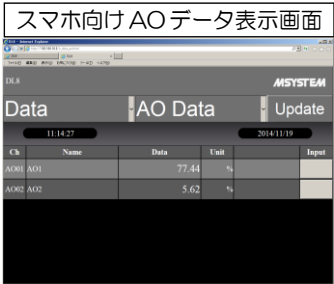 スマホ向けAOデータ表示画面
DL8
MSYSTEM
Data
AO Data
Update
11:14:27
2014/11/19
Ch Name Data Unit Input
AO01 AO1 77.44 %
AO02 AO2 5.62 %